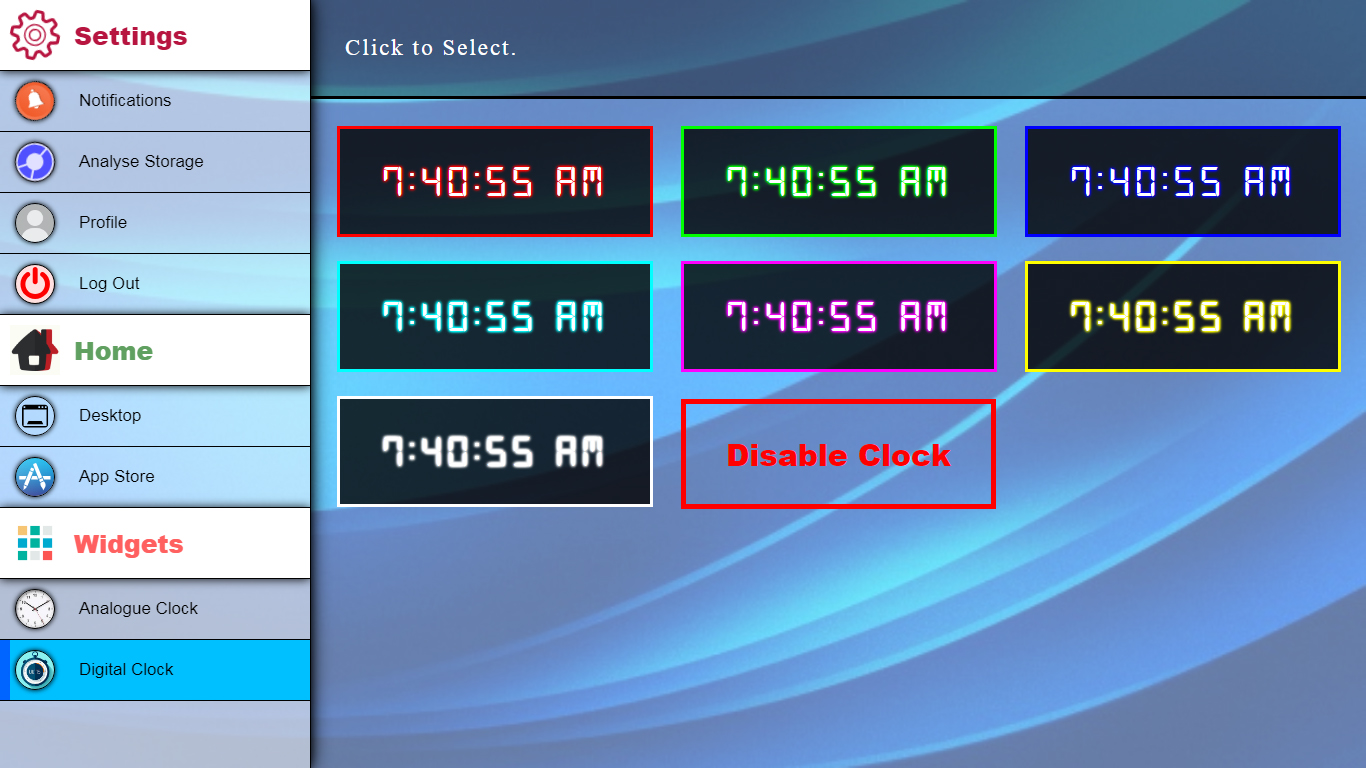 Settings
Notifications
Analyse Storage
Profile
Log Out
Home
Desktop
App Store
Widgets
Analogue Clock
Digital Clock
Click to Select.
7:40:55 AM
7:40:55 AM
7:40:55 AM
7:40:55 AM
7:40:55 AM
7:40:55 AM
7:40:55 AM
Disable Clock